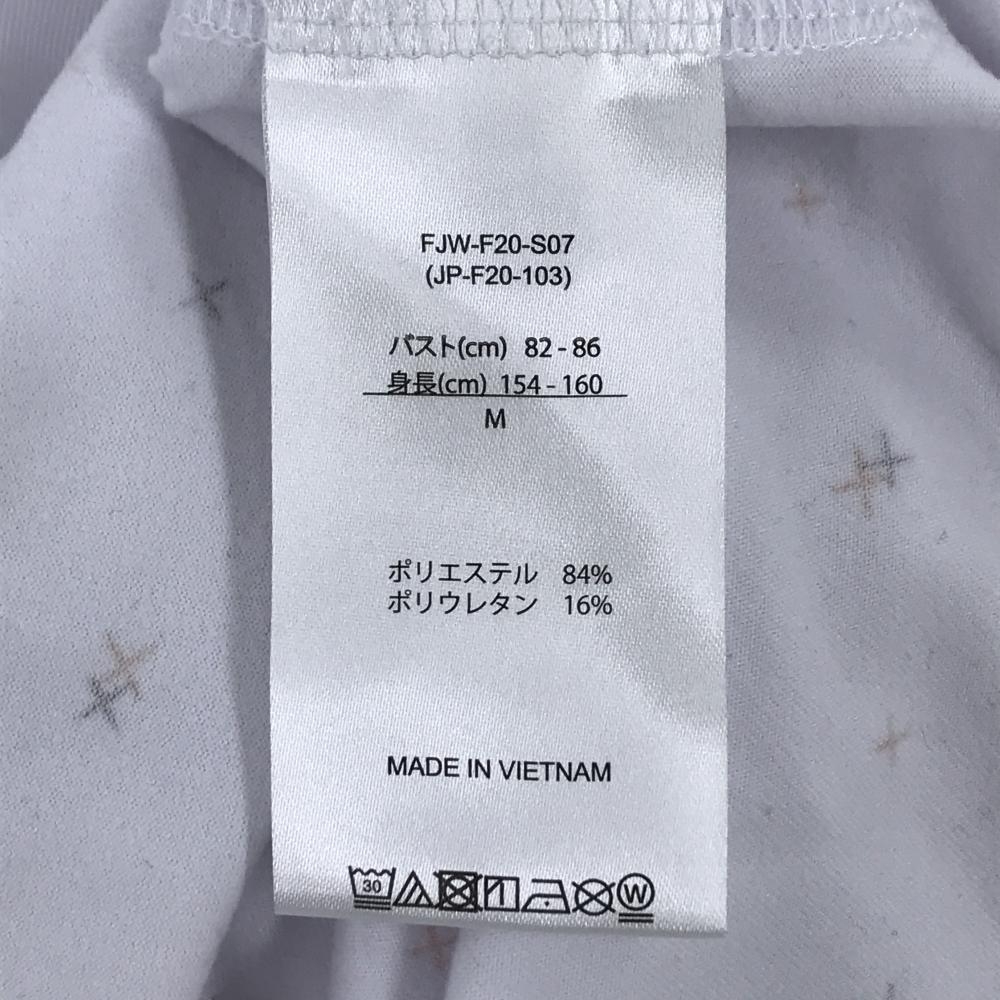 FJW-F20-S07
(JP-F20-103)
バスト(cm) 82 - 86
身長(cm) 154 - 160
M
ポリエステル 84%
ポリウレタン 16%
MADE IN VIETNAM
30 W